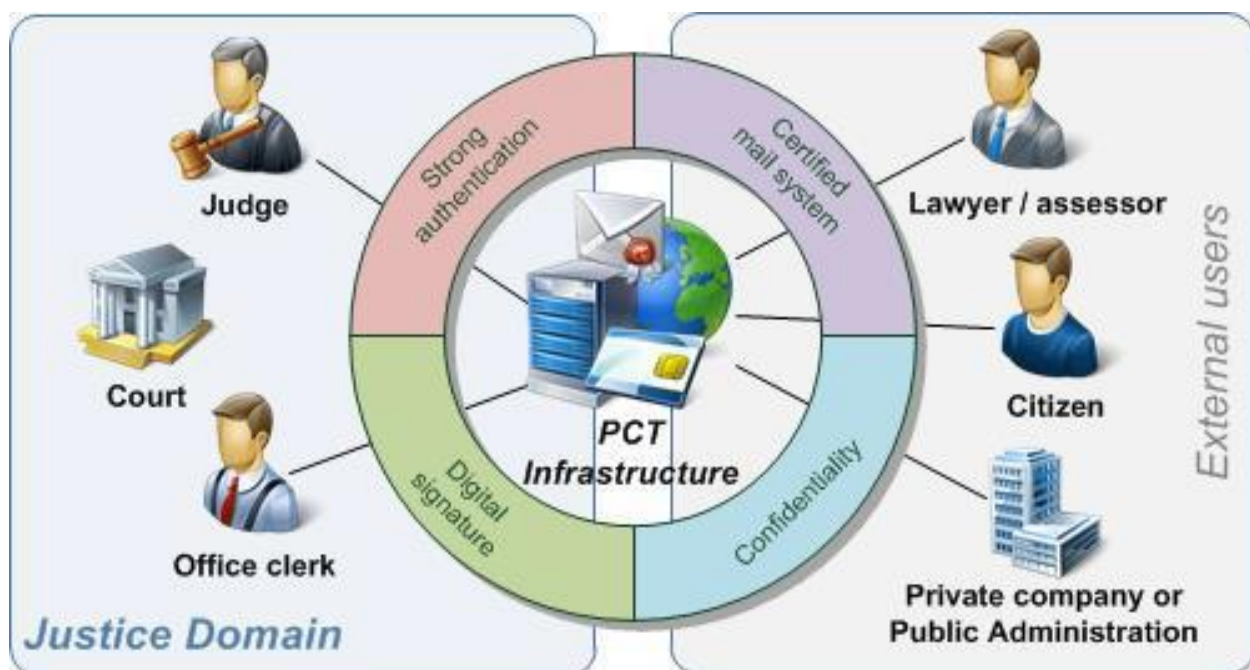 Judge
Court
Office clerk
Justice Domain
Strong
authentication
Certified
mail system
Digital
signature
Confidentiality
PCT
Infrastructure
Lawyer / assessor
Citizen
Private company or
Public Administration
External users